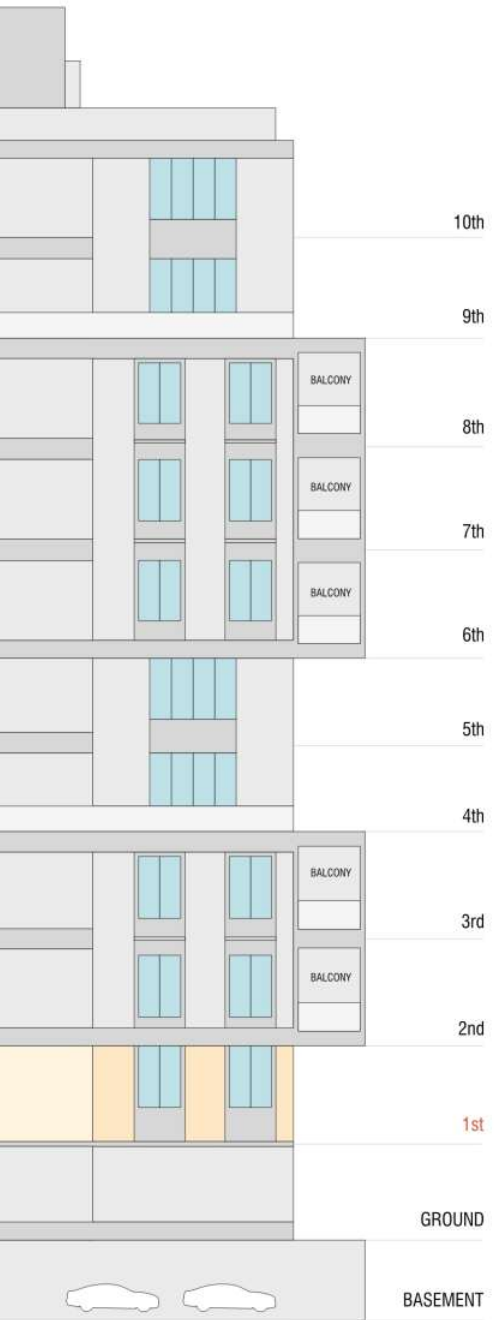 10th
9th
BALCONY
8th
BALCONY
7th
BALCONY
6th
5th
4th
BALCONY
3rd
BALCONY
2nd
1st
GROUND
BASEMENT